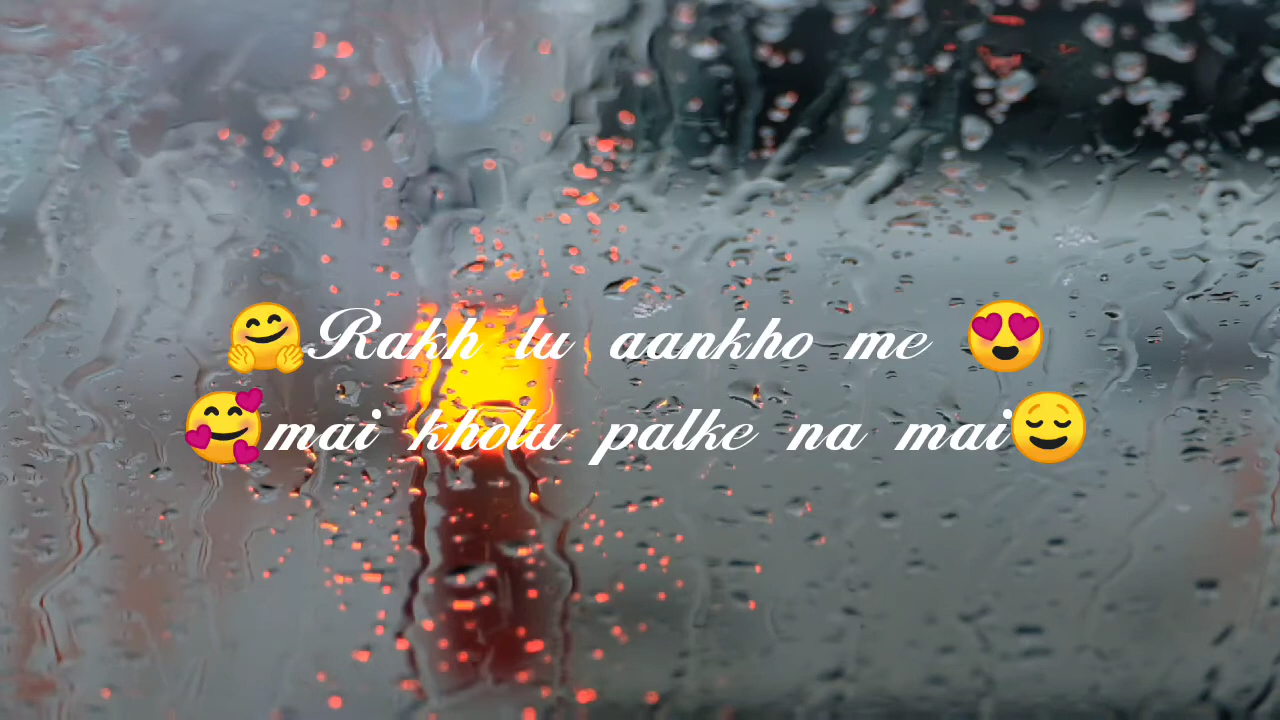 🤗Rakh lu aankho me 😍
🥰mai kholu palke na mai😌